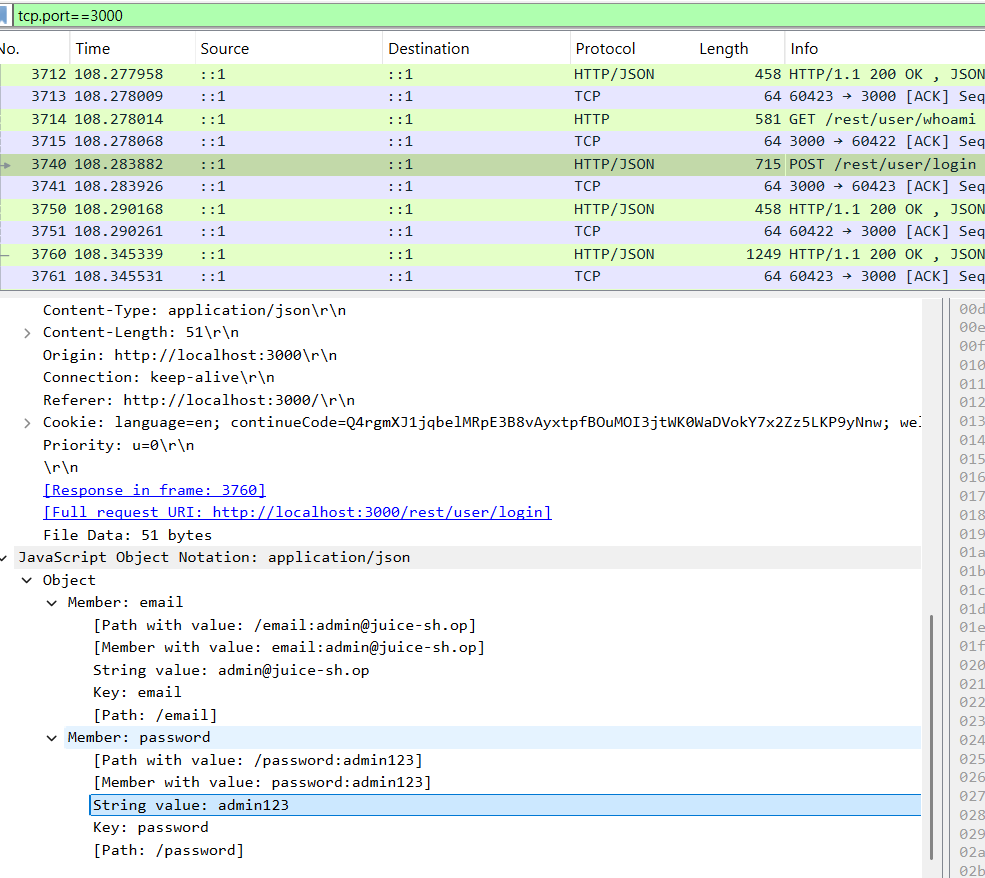 tcp.port==3000
No. Time Source Destination Protocol Length Info
3712 108.277958 ::1 ::1 HTTP/JSON 458 HTTP/1.1 200 OK , JSON
3713 108.278009 ::1 ::1 TCP 64 60423 → 3000 [ACK] Seq
3714 108.278014 ::1 ::1 HTTP 581 GET /rest/user/whoami
3715 108.278068 ::1 ::1 TCP 64 3000 → 60422 [ACK] Seq
3740 108.283882 ::1 ::1 HTTP/JSON 715 POST /rest/user/login
3741 108.283926 ::1 ::1 TCP 64 3000 → 60423 [ACK] Seq
3750 108.290168 ::1 ::1 HTTP/JSON 458 HTTP/1.1 200 OK , JSON
3751 108.290261 ::1 ::1 TCP 64 60422 → 3000 [ACK] Seq
3760 108.345339 ::1 ::1 HTTP/JSON 1249 HTTP/1.1 200 OK , JSON
3761 108.345531 ::1 ::1 TCP 64 60423 → 3000 [ACK] Seq
Content-Type: application/json\r\n
Content-Length: 51\r\n
Origin: http://localhost:3000\r\n
Connection: keep-alive\r\n
Referer: http://localhost:3000/\r\n
Cookie: language=en; continueCode=Q4rgmXJ1jqbelMRpE3B8vAyxtpfBOuMOI3jtWK0WaDVokY7x2Zz5LKP9yNnw; wel
Priority: u=0\r\n
\r\n
[Response in frame: 3760]
[Full request URI: http://localhost:3000/rest/user/login]
File Data: 51 bytes
JavaScript Object Notation: application/json
Object
Member: email
[Path with value: /email:admin@juice-sh.op]
[Member with value: email:admin@juice-sh.op]
String value: admin@juice-sh.op
Key: email
[Path: /email]
Member: password
[Path with value: /password:admin123]
[Member with value: password:admin123]
String value: admin123
Key: password
[Path: /password]
00d
00e
00f
010
011
012
013
014
015
016
017
018
019
01a
01b
01c
01d
01e
01f
020
021
022
023
024
025
026
027
028
029
02a
02b